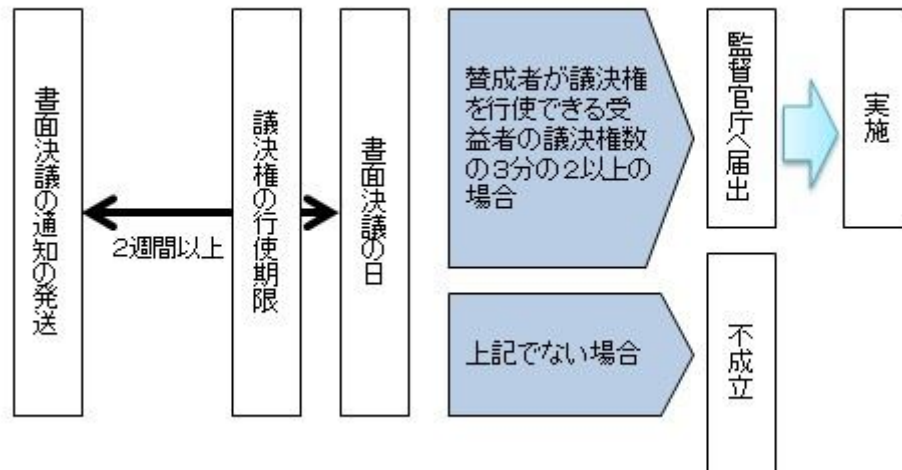 書面決議の通知の発送
2週間以上
議決権の行使期限
書面決議の日
賛成者が議決権
を行使できる受
益者の議決権数
の3分の2以上の
場合
監督官庁へ届出
実施
上記でない場合
不成立